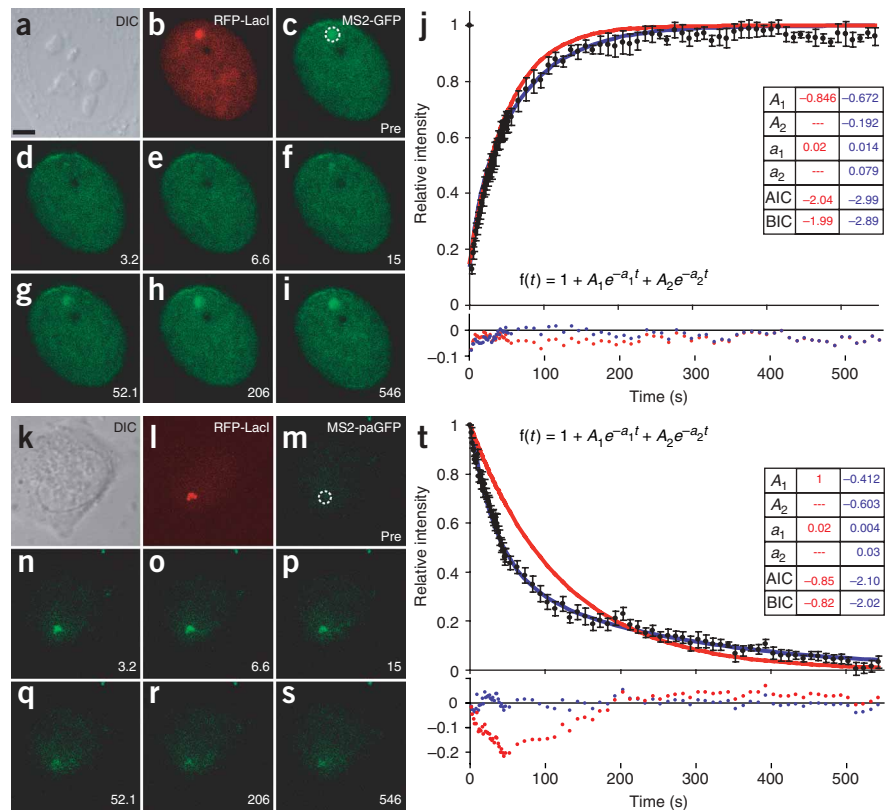 a DIC
b RFP-LacI
c MS2-GFP
Pre
d 3.2
e 6.6
f 15
g 52.1
h 206
i 546
j
Relative intensity
1
0.8
0.6
0.4
0.2
0
A1 −0.846 −0.672
A2 --- −0.192
a1 0.02 0.014
a2 --- 0.079
AIC −2.04 −2.99
BIC −1.99 −2.89
f(t) = 1 + A1e−a1t + A2e−a2t
0
−0.1
0 100 200 300 400 500
Time (s)
k DIC
l RFP-LacI
m MS2-paGFP
Pre
n 3.2
o 6.6
p 15
q 52.1
r 206
s 546
t
Relative intensity
1
0.8
0.6
0.4
0.2
0
f(t) = 1 + A1e−a1t + A2e−a2t
A1 1 −0.412
A2 --- −0.603
a1 0.02 0.004
a2 --- 0.03
AIC −0.85 −2.10
BIC −0.82 −2.02
0
−0.1
−0.2
0 100 200 300 400 500
Time (s)